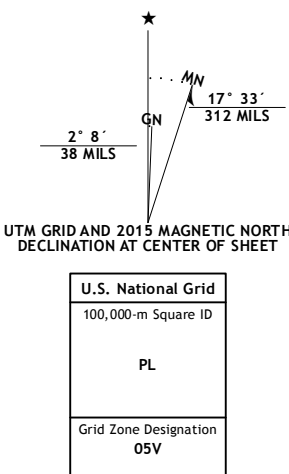 ★
MN
GN
17° 33´
312 MILS
2° 8´
38 MILS
UTM GRID AND 2015 MAGNETIC NORTH
DECLINATION AT CENTER OF SHEET
U.S. National Grid
100,000-m Square ID
PL
Grid Zone Designation
05V